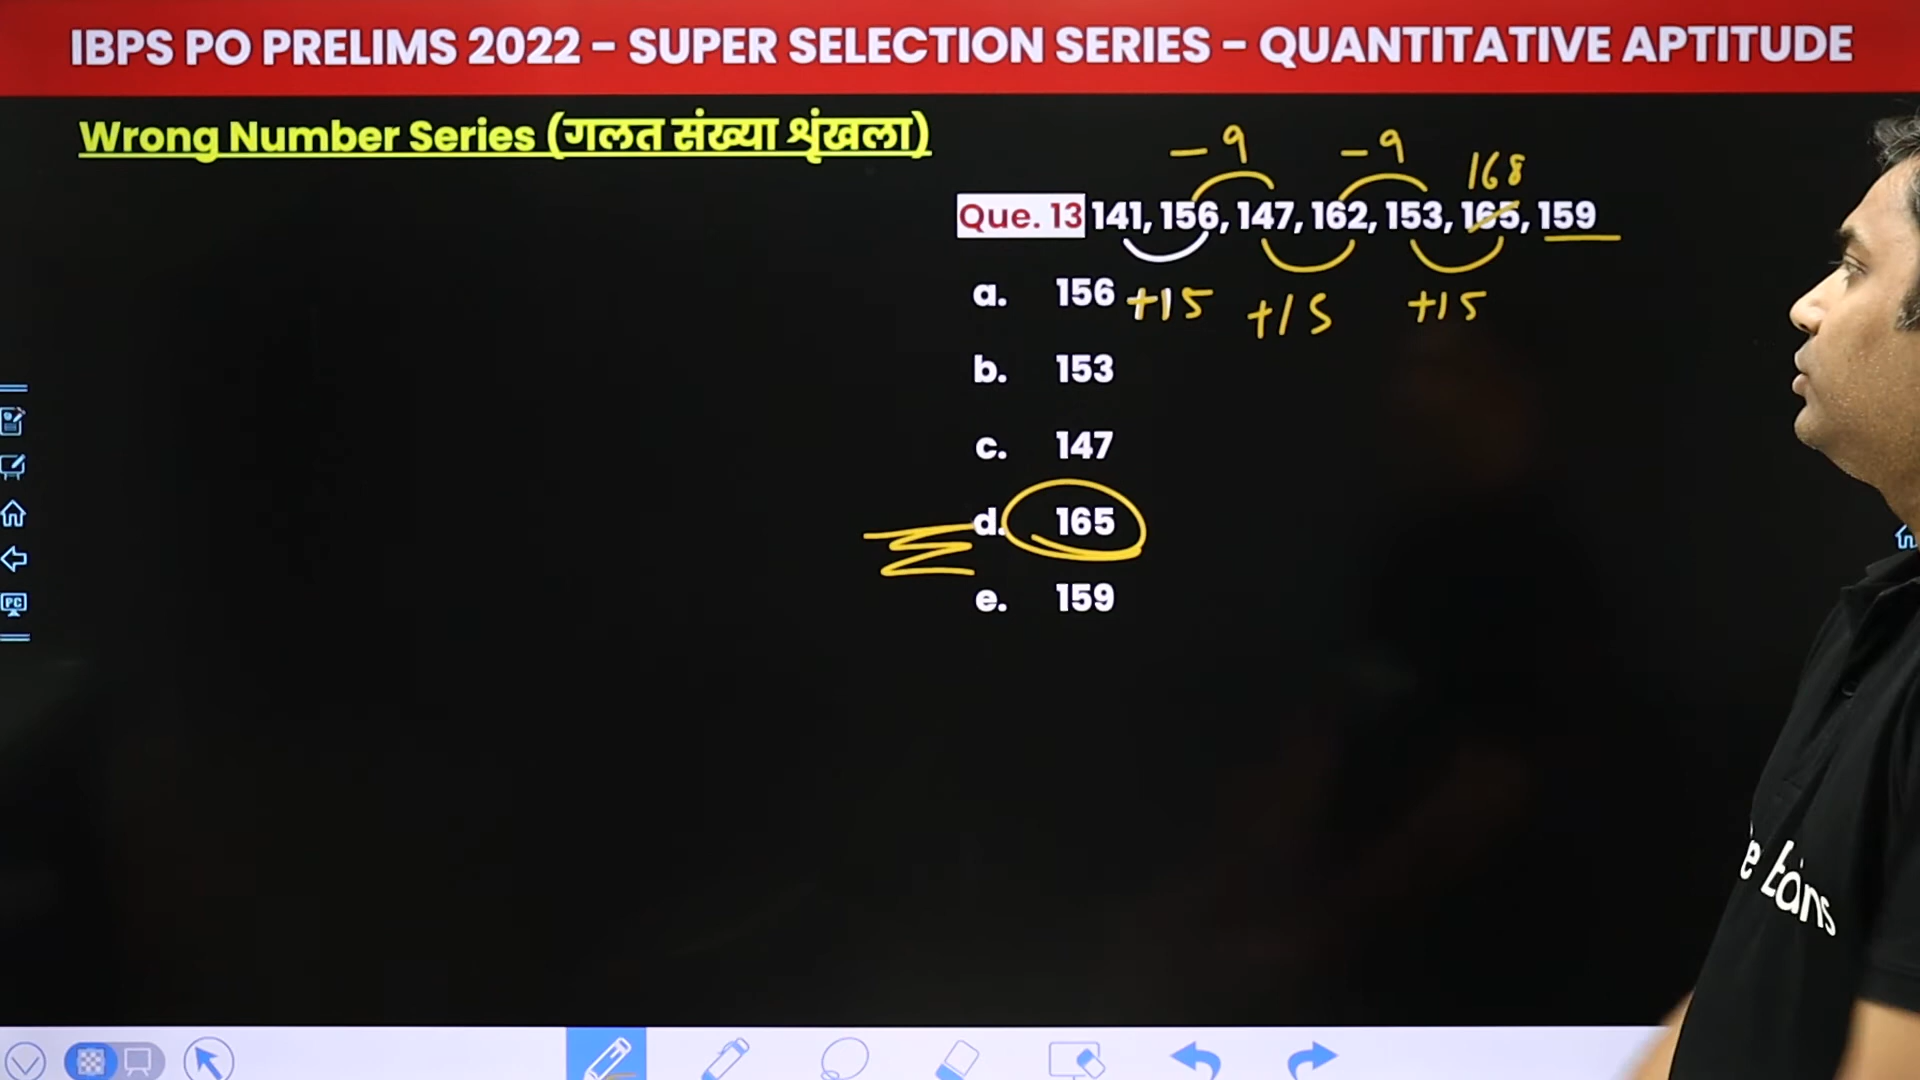 IBPS PO PRELIMS 2022 - SUPER SELECTION SERIES - QUANTITATIVE APTITUDE
Wrong Number Series (गलत संख्या श्रृंखला)
-9 -9 168
Que. 13 141, 156, 147, 162, 153, 165, 159
a. 156 +15 +15 +15
b. 153
c. 147
d. 165
e. 159
PC